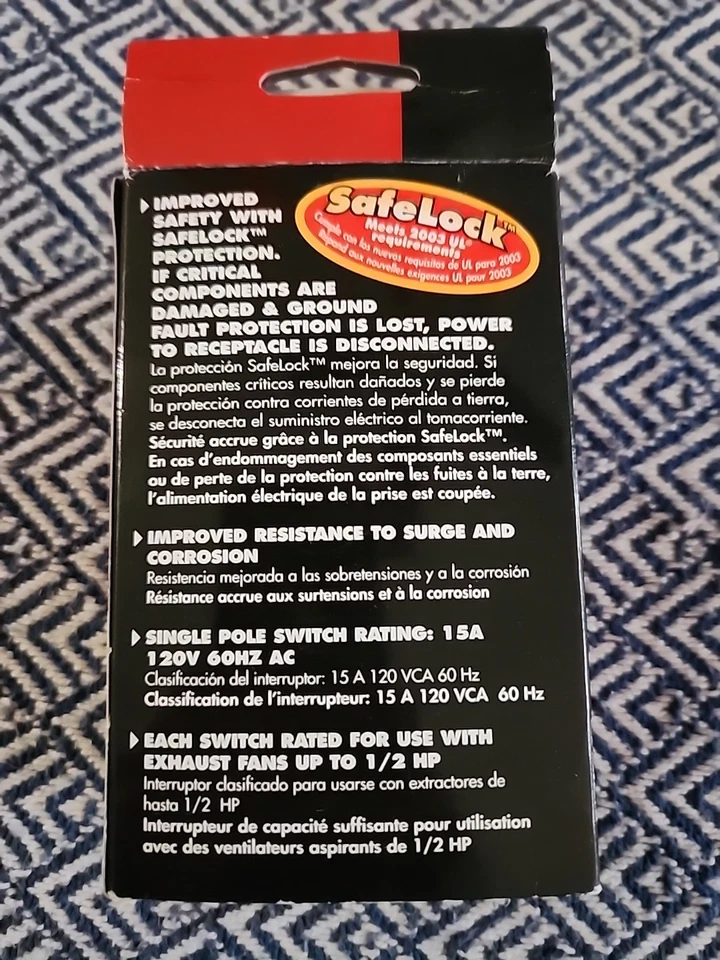 SafeLock™
Meets 2003 UL®
requirements
Cumple con los nuevos requisitos de UL para 2003
Répond aux nouvelles exigences UL pour 2003
IMPROVED
SAFETY WITH
SAFELOCK™
PROTECTION.
IF CRITICAL
COMPONENTS ARE
DAMAGED & GROUND
FAULT PROTECTION IS LOST, POWER
TO RECEPTACLE IS DISCONNECTED.
La protección SafeLock™ mejora la seguridad. Si
componentes críticos resultan dañados y se pierde
la protección contra corrientes de pérdida a tierra,
se desconecta el suministro eléctrico al tomacorriente.
Sécurité accrue grâce à la protection SafeLock™.
En cas d'endommagement des composants essentiels
ou de perte de la protection contre les fuites à la terre,
l'alimentation électrique de la prise est coupée.
IMPROVED RESISTANCE TO SURGE AND
CORROSION
Resistencia mejorada a las sobretensiones y a la corrosión
Résistance accrue aux surtensions et à la corrosion
SINGLE POLE SWITCH RATING: 15A
120V 60HZ AC
Clasificación del interruptor: 15 A 120 VCA 60 Hz
Classification de l'interrupteur: 15 A 120 VCA 60 Hz
EACH SWITCH RATED FOR USE WITH
EXHAUST FANS UP TO 1/2 HP
Interruptor clasificado para usarse con extractores de
hasta 1/2 HP
Interrupteur de capacité suffisante pour utilisation
avec des ventilateurs aspirants de 1/2 HP